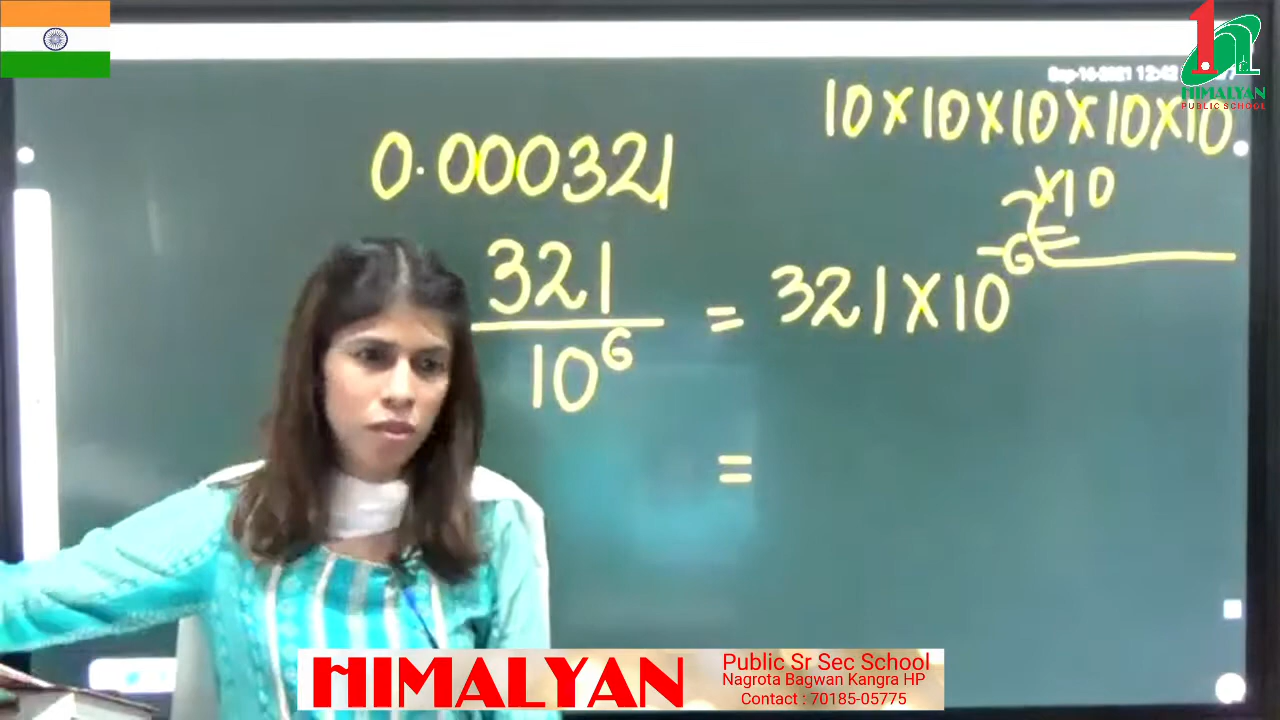 1h
HIMALYAN
PUBLIC SCHOOL
10×10×10×10×10
×10
0.000321
321
10⁶
= 321×10⁻⁶
=
HIMALYAN
Public Sr Sec School
Nagrota Bagwan Kangra HP
Contact : 70185-05775